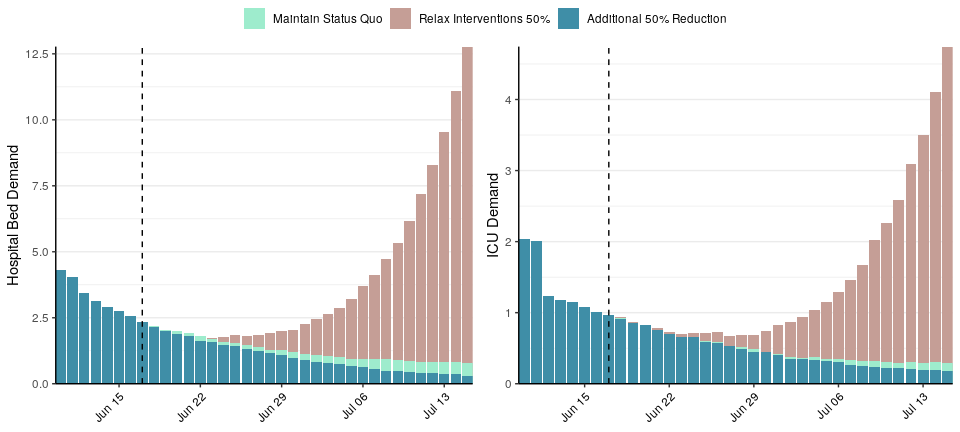 Maintain Status Quo Relax Interventions 50% Additional 50% Reduction
Hospital Bed Demand
12.5
10.0
7.5
5.0
2.5
0.0
Jun 15 Jun 22 Jun 29 Jul 06 Jul 13
ICU Demand
4
3
2
1
0
Jun 15 Jun 22 Jun 29 Jul 06 Jul 13